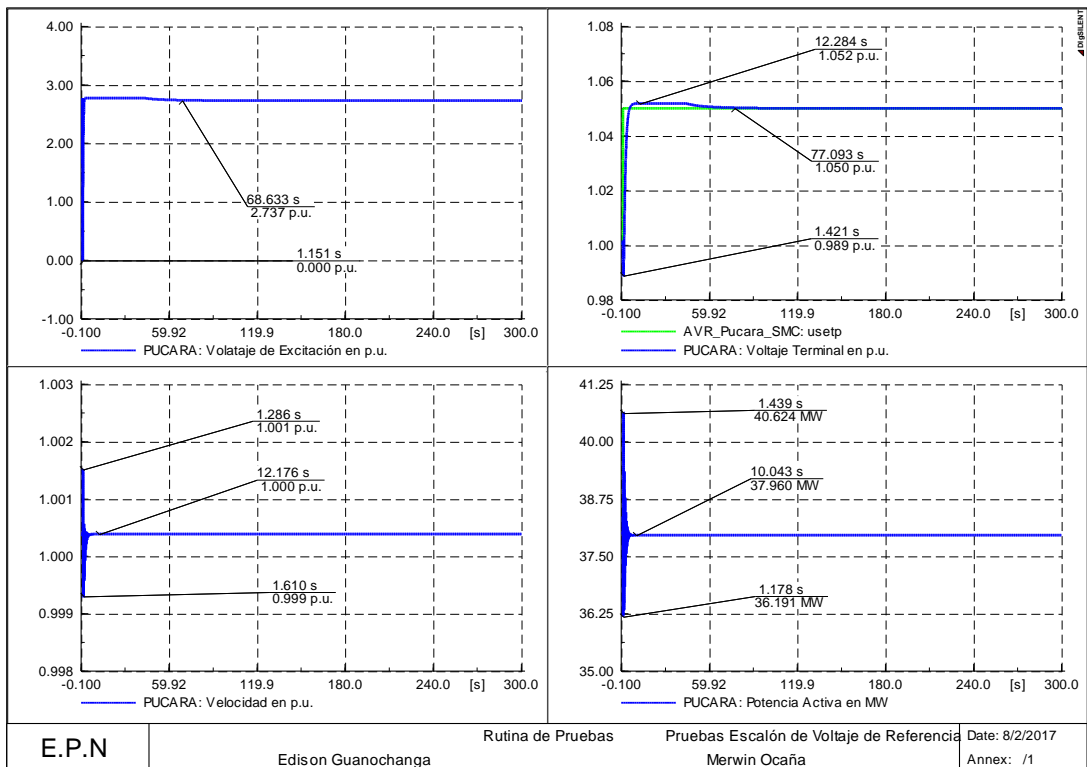 4.00
3.00
2.00
1.00
0.00
-1.00
68.633 s
2.737 p.u.
1.151 s
0.000 p.u.
-0.100 59.92 119.9 180.0 240.0 [s] 300.0
PUCARA: Volataje de Excitación en p.u.
1.08
1.06
1.04
1.02
1.00
0.98
12.284 s
1.052 p.u.
77.093 s
1.050 p.u.
1.421 s
0.989 p.u.
-0.100 59.92 119.9 180.0 240.0 [s] 300.0
AVR_Pucara_SMC: usetp
PUCARA: Voltaje Terminal en p.u.
DIgSILENT
1.003
1.002
1.001
1.000
0.999
0.998
1.286 s
1.001 p.u.
12.176 s
1.000 p.u.
1.610 s
0.999 p.u.
-0.100 59.92 119.9 180.0 240.0 [s] 300.0
PUCARA: Velocidad en p.u.
41.25
40.00
38.75
37.50
36.25
35.00
1.439 s
40.624 MW
10.043 s
37.960 MW
1.178 s
36.191 MW
-0.100 59.92 119.9 180.0 240.0 [s] 300.0
PUCARA: Potencia Activa en MW
E.P.N
Rutina de Pruebas Pruebas Escalón de Voltaje de Referencia
Edison Guanochanga Merwin Ocaña
Date: 8/2/2017
Annex: /1